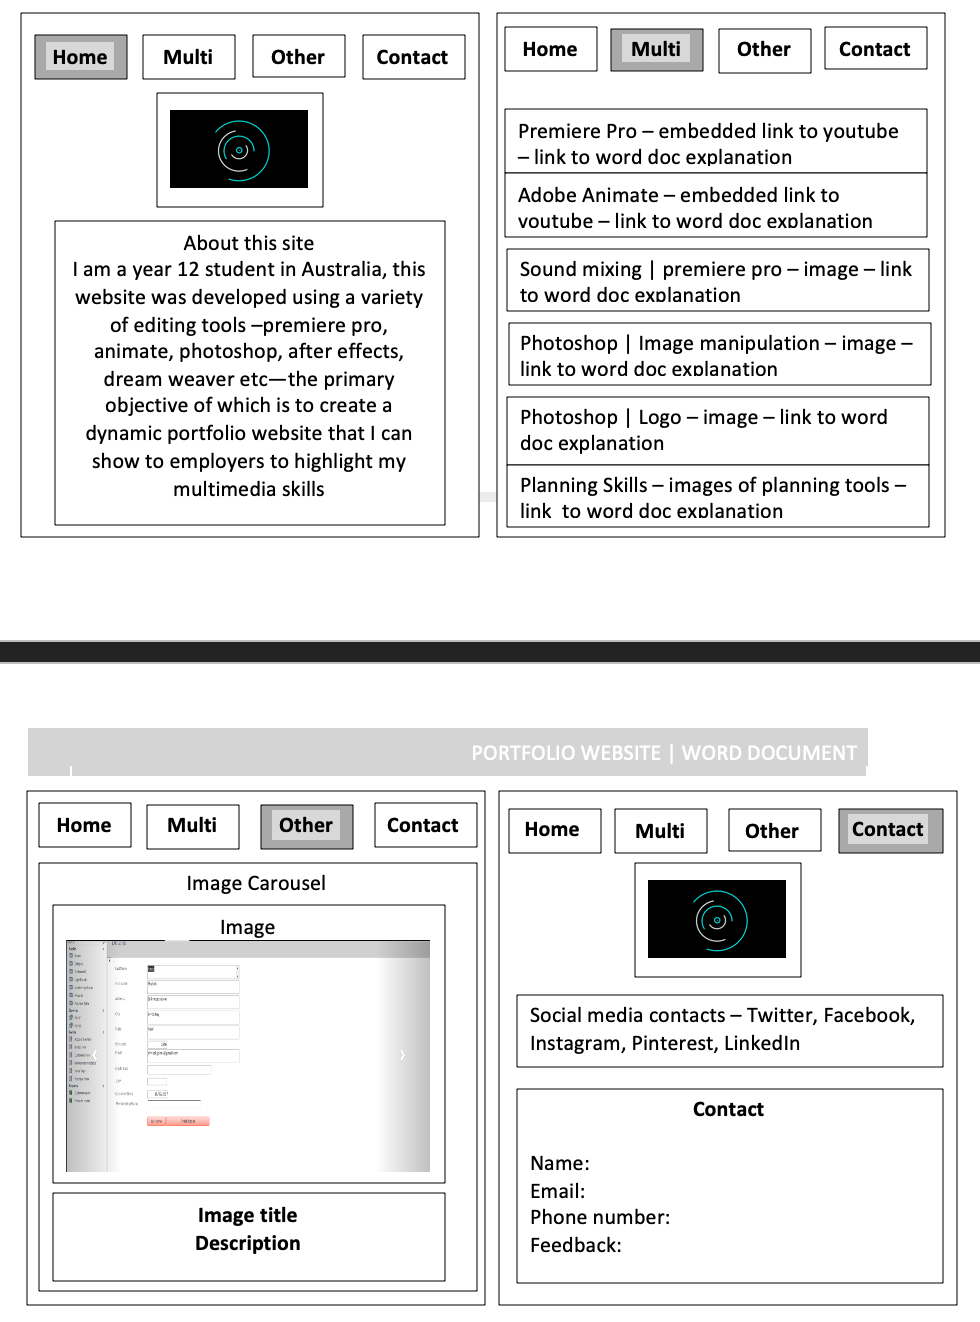 Home Multi Other Contact
About this site
I am a year 12 student in Australia, this
website was developed using a variety
of editing tools –premiere pro,
animate, photoshop, after effects,
dream weaver etc—the primary
objective of which is to create a
dynamic portfolio website that I can
show to employers to highlight my
multimedia skills
Home Multi Other Contact
Premiere Pro – embedded link to youtube
– link to word doc explanation
Adobe Animate – embedded link to
youtube – link to word doc explanation
Sound mixing | premiere pro – image – link
to word doc explanation
Photoshop | Image manipulation – image –
link to word doc explanation
Photoshop | Logo – image – link to word
doc explanation
Planning Skills – images of planning tools –
link  to word doc explanation
PORTFOLIO WEBSITE | WORD DOCUMENT
Home Multi Other Contact
Image Carousel
Image
Image title
Description
Home Multi Other Contact
Social media contacts – Twitter, Facebook,
Instagram, Pinterest, LinkedIn
Contact
Name:
Email:
Phone number:
Feedback: